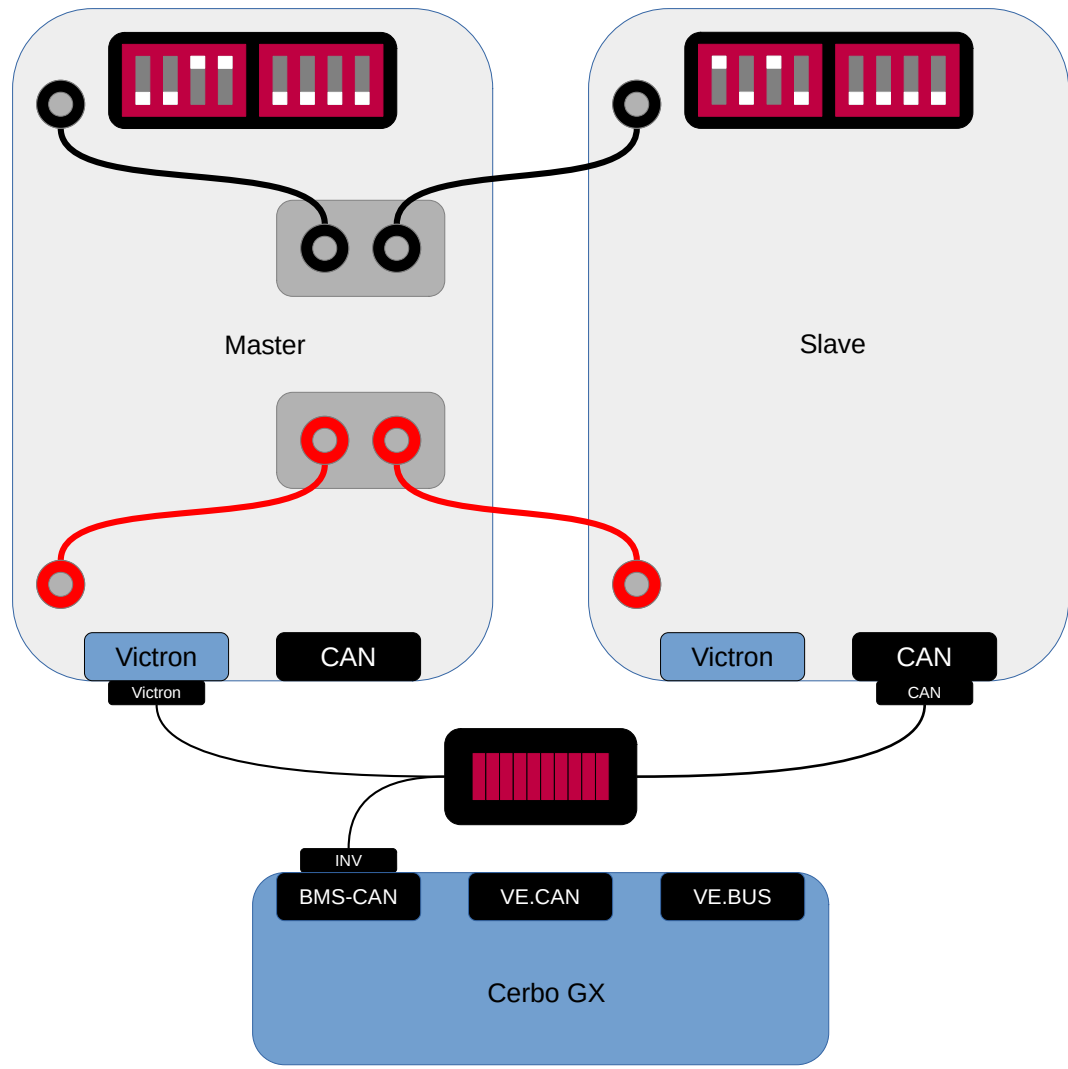 Master
Slave
Victron
CAN
Victron
CAN
Victron
CAN
INV
BMS-CAN
VE.CAN
VE.BUS
Cerbo GX